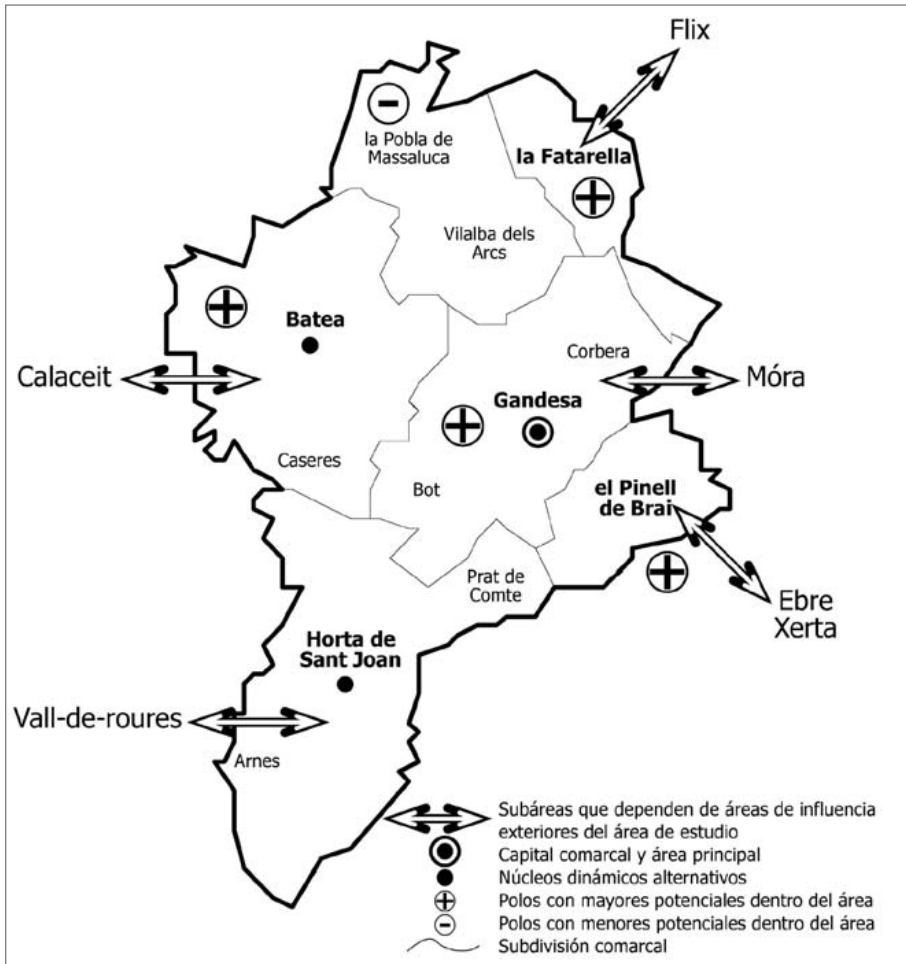 Flix
la Pobla de
Massaluca
la Fatarella
Vilalba dels
Arcs
Batea
Corbera
Calaceit
Móra
Gandesa
Caseres
Bot
el Pinell
de Brai
Prat de
Comte
Ebre
Xerta
Horta de
Sant Joan
Vall-de-roures
Arnes
Subáreas que dependen de áreas de influencia
exteriores del área de estudio
Capital comarcal y área principal
Núcleos dinámicos alternativos
Polos con mayores potenciales dentro del área
Polos con menores potenciales dentro del área
Subdivisión comarcal